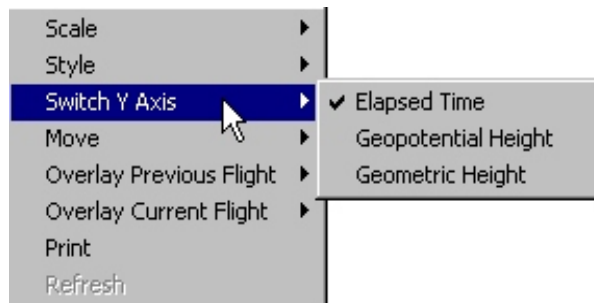 Scale
Style
Switch Y Axis
Elapsed Time
Move
Geopotential Height
Overlay Previous Flight
Geometric Height
Overlay Current Flight
Print
Refresh